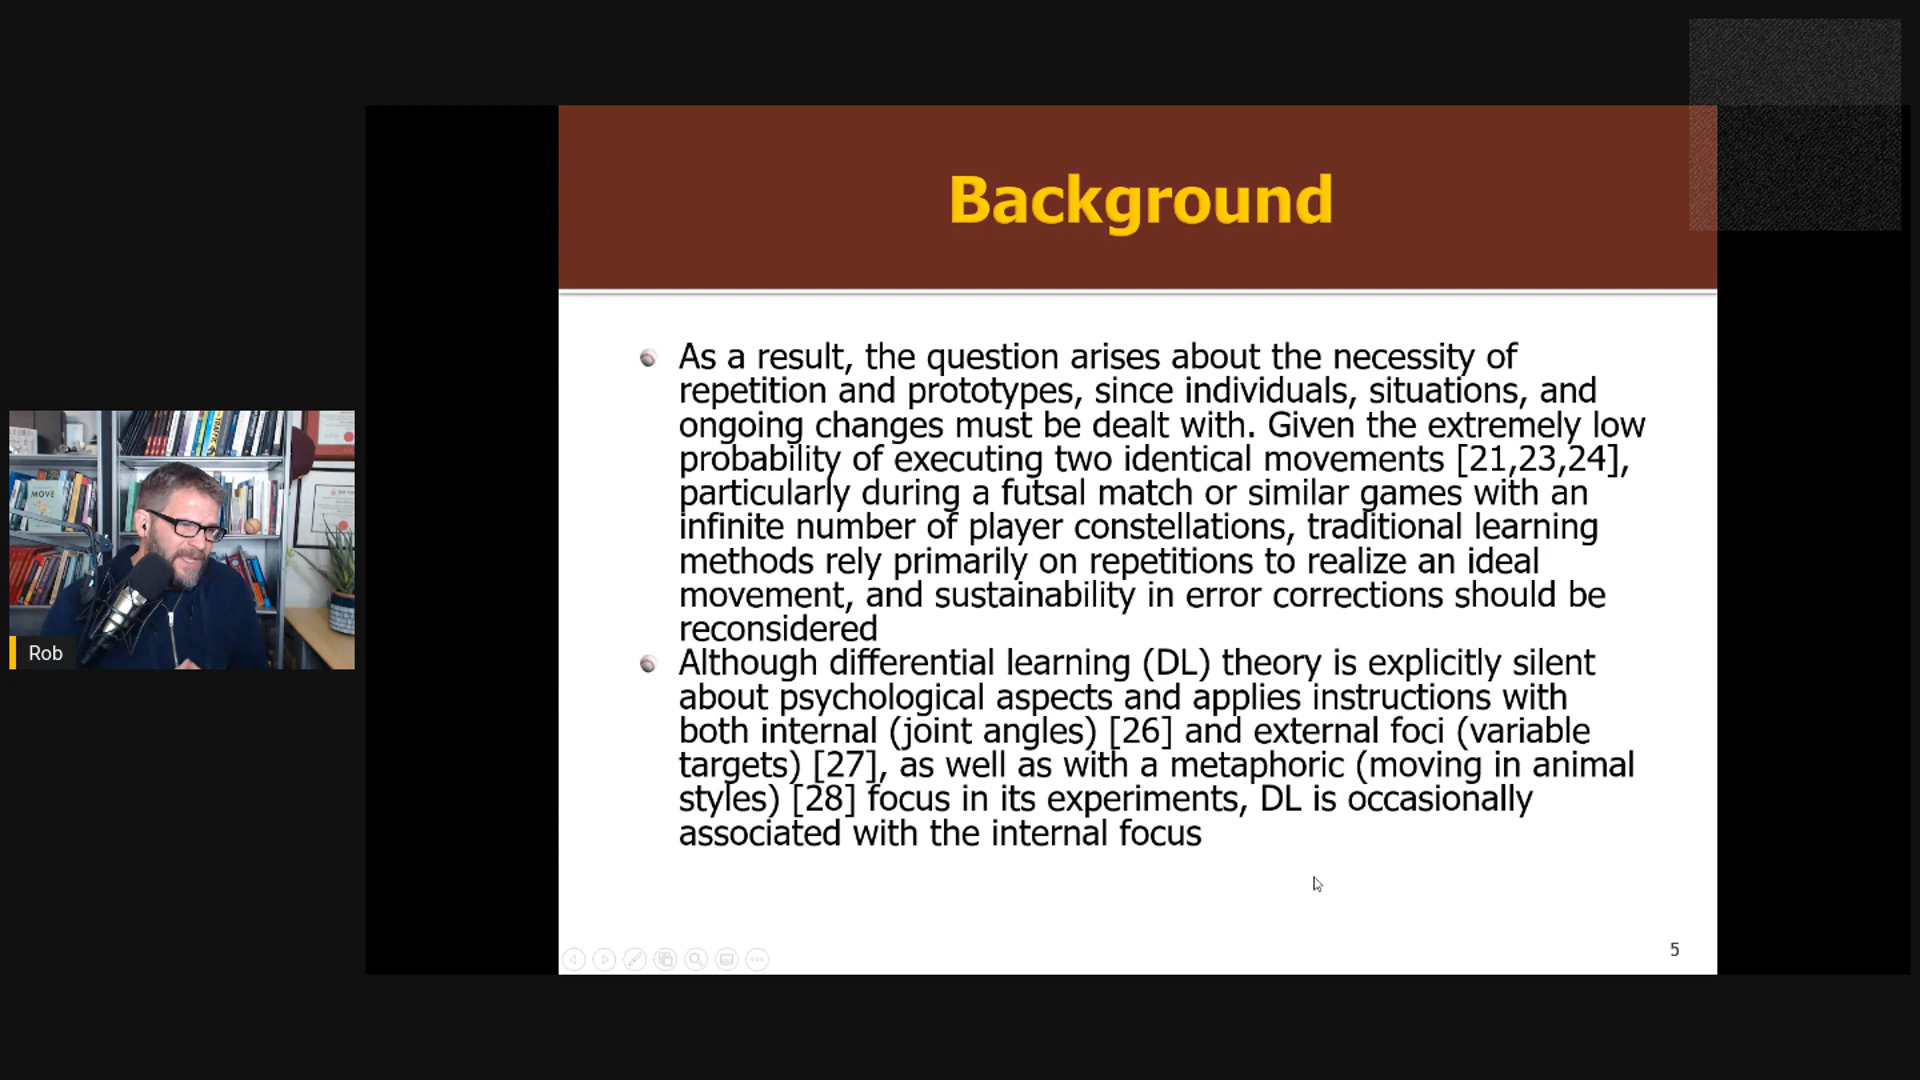 Background
As a result, the question arises about the necessity of
repetition and prototypes, since individuals, situations, and
ongoing changes must be dealt with. Given the extremely low
probability of executing two identical movements [21,23,24],
particularly during a futsal match or similar games with an
infinite number of player constellations, traditional learning
methods rely primarily on repetitions to realize an ideal
movement, and sustainability in error corrections should be
reconsidered
Although differential learning (DL) theory is explicitly silent
about psychological aspects and applies instructions with
both internal (joint angles) [26] and external foci (variable
targets) [27], as well as with a metaphoric (moving in animal
styles) [28] focus in its experiments, DL is occasionally
associated with the internal focus
5
MOVE
Rob